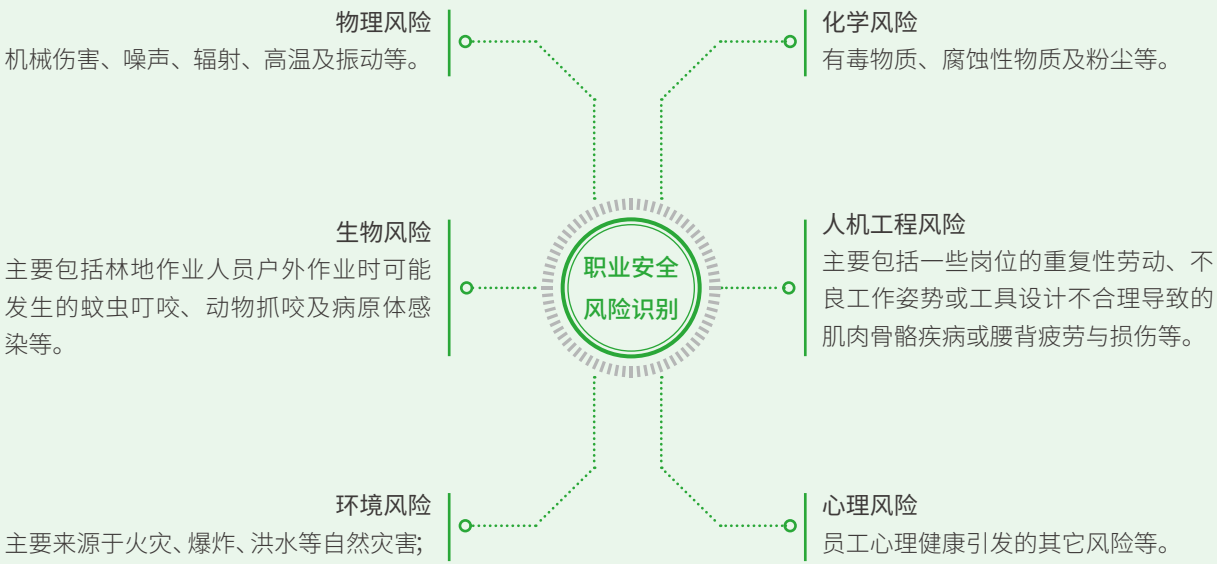 物理风险
机械伤害、噪声、辐射、高温及振动等。
化学风险
有毒物质、腐蚀性物质及粉尘等。
生物风险
主要包括林地作业人员户外作业时可能
发生的蚊虫叮咬、动物抓咬及病原体感
染等。
职业安全
风险识别
人机工程风险
主要包括一些岗位的重复性劳动、不
良工作姿势或工具设计不合理导致的
肌肉骨骼疾病或腰背疲劳与损伤等。
环境风险
主要来源于火灾、爆炸、洪水等自然灾害;
心理风险
员工心理健康引发的其它风险等。